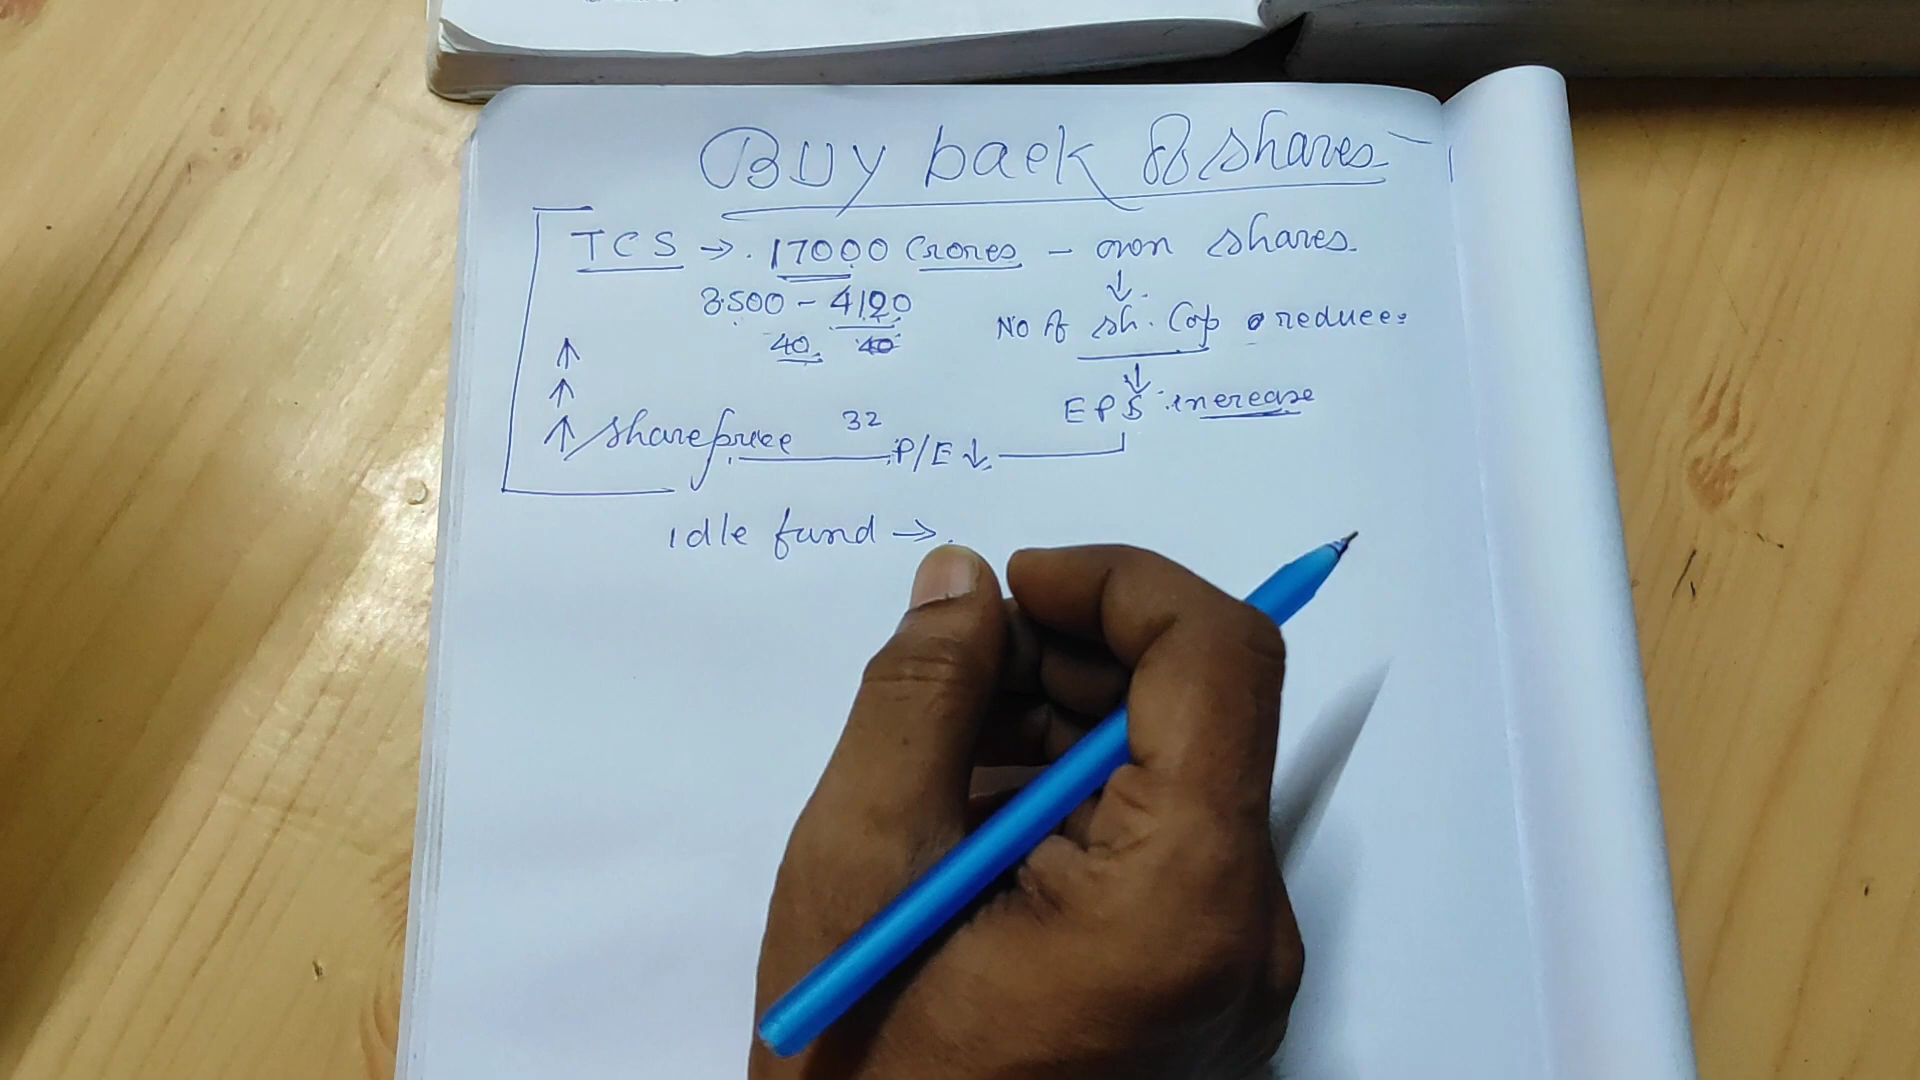 Buy back of shares
TCS → 17000 Crores - own shares
3500 - 4120
40 40
↓
No of sh. Cap reduces
↓
EPS increase
↑
↑
↑ share price 32 P/E ↓
Idle fund →